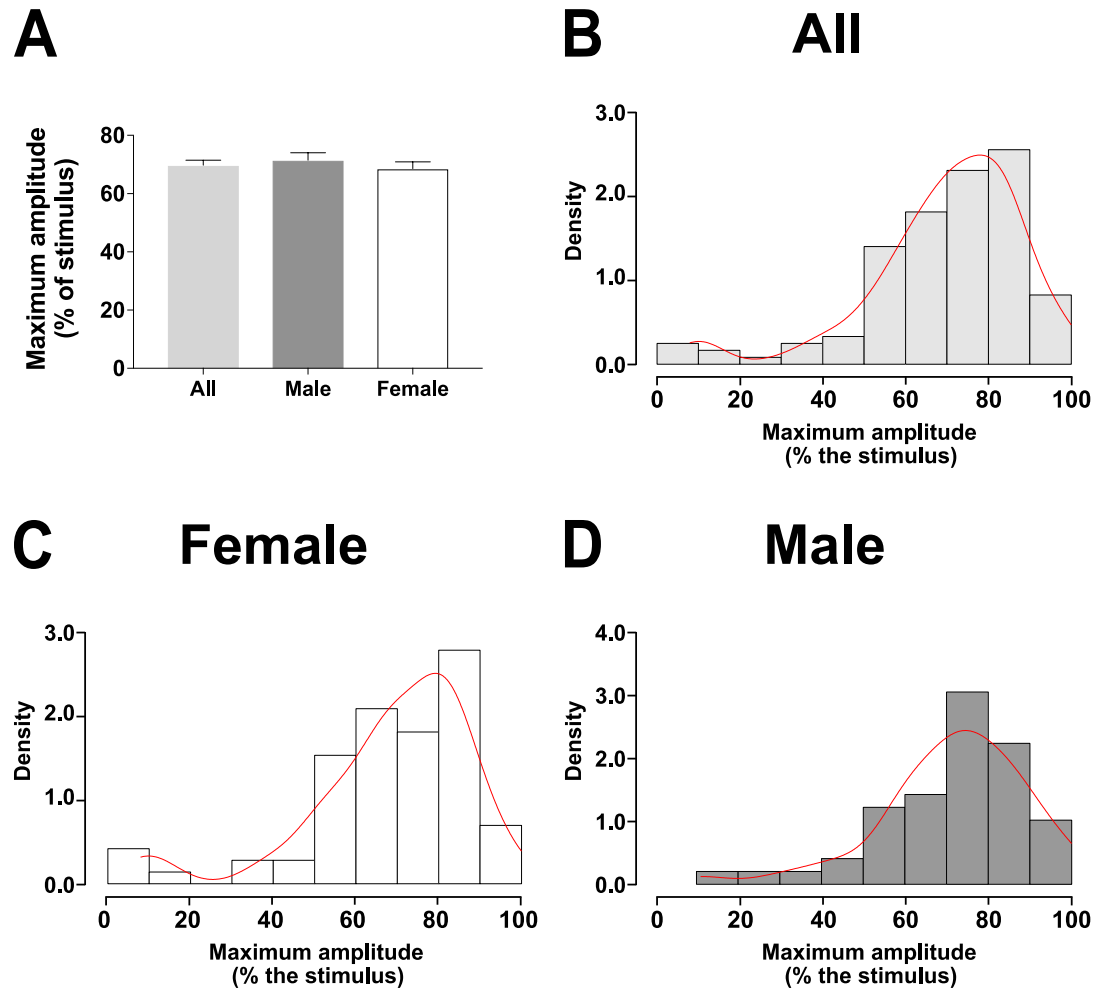 A
Maximum amplitude
(% of stimulus)
80
60
40
20
0
All Male Female
B All
Density
3.0
2.0
1.0
0.0
0 20 40 60 80 100
Maximum amplitude
(% the stimulus)
C Female
Density
3.0
2.0
1.0
0.0
0 20 40 60 80 100
Maximum amplitude
(% the stimulus)
D Male
Density
4.0
3.0
2.0
1.0
0.0
0 20 40 60 80 100
Maximum amplitude
(% the stimulus)